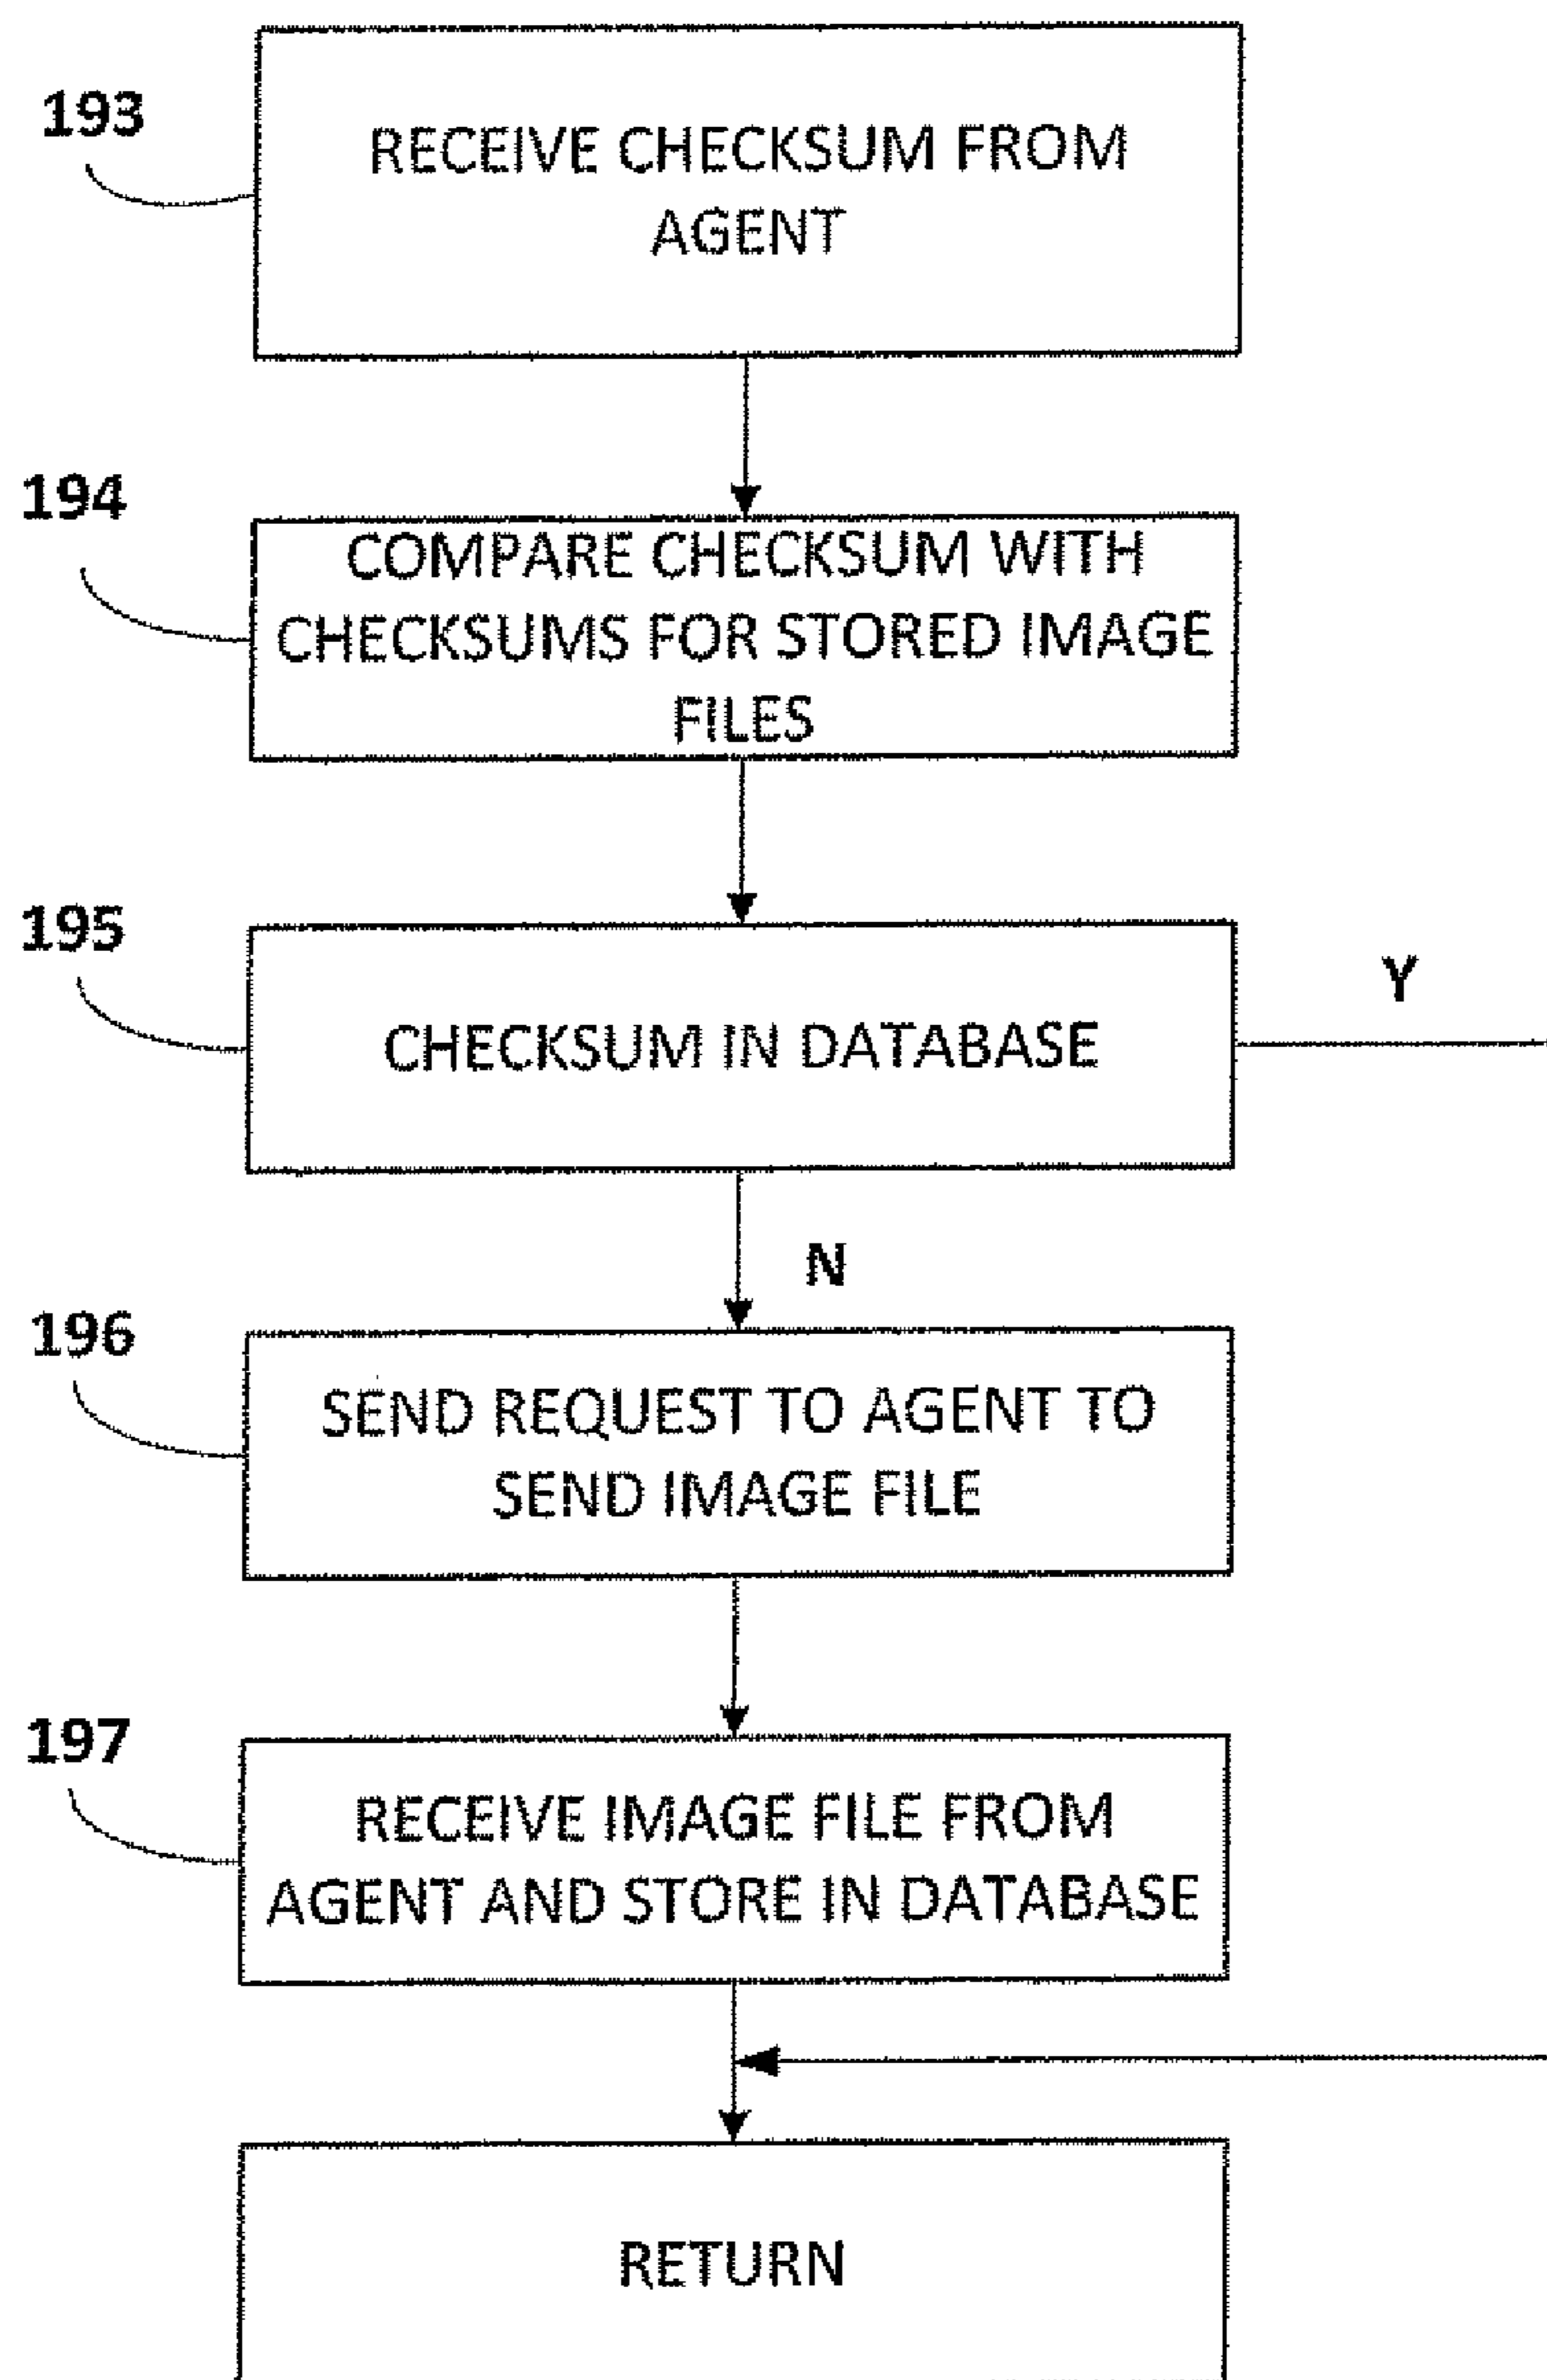 193
RECEIVE CHECKSUM FROM
AGENT
194
COMPARE CHECKSUM WITH
CHECKSUMS FOR STORED IMAGE
FILES
195
CHECKSUM IN DATABASE
Y
N
196
SEND REQUEST TO AGENT TO
SEND IMAGE FILE
197
RECEIVE IMAGE FILE FROM
AGENT AND STORE IN DATABASE
RETURN